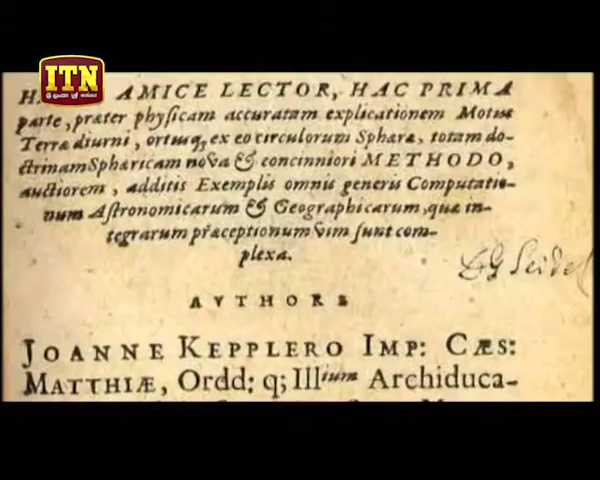 ITN
AMICE LECTOR, HAC PRIMA
parte, præter physicam accuratam explicationem Motus
Terræ diurni, ortusq; ex eo circulorum Sphæræ, totam do-
ctrinam Sphæricam nova & concinniori METHODO,
auctiorem, additis Exemplis omnis generis Computatio-
num Astronomicarum & Geographicarum, quæ in-
tegrarum præceptionum vim sunt com-
plexa.
Seidel
AVTHORE
JOANNE KEPPLERO IMP: CÆS:
MATTHIÆ, Ordd: q; Illium Archiduca-